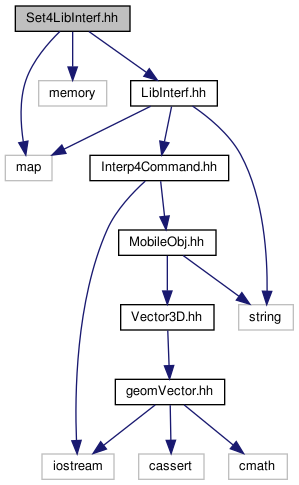 Set4LibInterf.hh
memory
LibInterf.hh
map
Interp4Command.hh
MobileObj.hh
Vector3D.hh
string
geomVector.hh
iostream
cassert
cmath